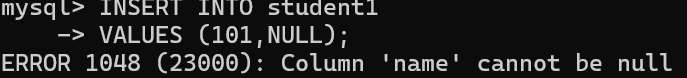 mysql> INSERT INTO student1
    -> VALUES (101,NULL);
ERROR 1048 (23000): Column 'name' cannot be null